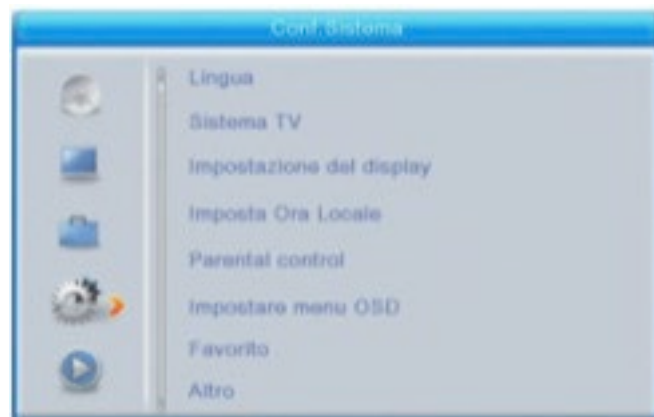 Conf.Sistema
Lingua
Sistema TV
Impostazione del display
Imposta Ora Locale
Parental control
Impostare menu OSD
Favorito
Altro